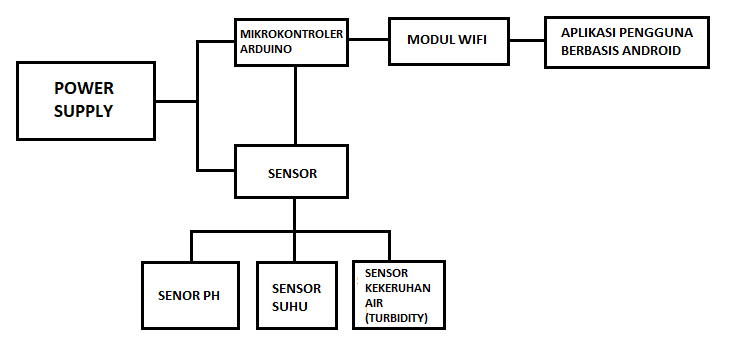 MIKROKONTROLER
ARDUINO
MODUL WIFI
APLIKASI PENGGUNA
BERBASIS ANDROID
POWER
SUPPLY
SENSOR
SENOR PH
SENSOR
SUHU
SENSOR
KEKERUHAN
AIR
(TURBIDITY)